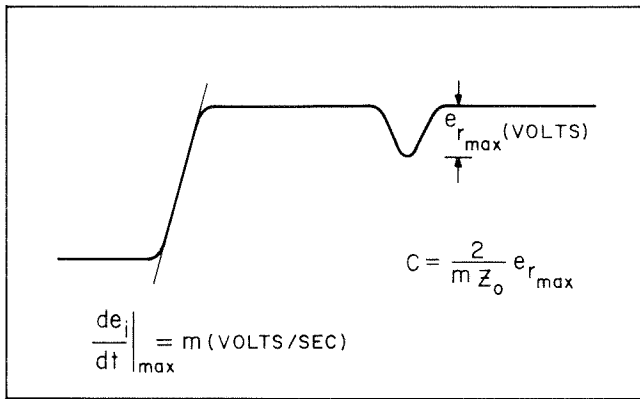 e_r_max (VOLTS)
C = 2 / (m Z_o) e_r_max
de_i / dt |_max = m (VOLTS/SEC)